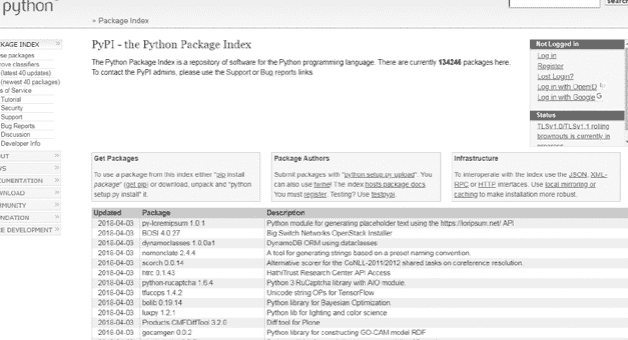 python
search
» Package Index
KAGE INDEX »
se packages
rove classifiers
(latest 40 updates)
(newest 40 packages)
s of Service
Tutorial
Security
Support
Bug Reports
Discussion
Developer Info
OUT »
WS »
CUMENTATION »
WNLOAD »
MMUNITY »
UNDATION »
RE DEVELOPMENT »
PyPI - the Python Package Index
The Python Package Index is a repository of software for the Python programming language. There are currently 134246 packages here.
To contact the PyPI admins, please use the Support or Bug reports links.
Not Logged In
Log in
Register
Lost Login?
Log in with OpenID
Log in with Google G
Status
TLSv1.0/TLSv1.1 rolling
brownouts is currently in
Get Packages
To use a package from this index either "pip install
package" (get pip) or download, unpack and "python
setup.py install" it.
Package Authors
Submit packages with "python setup.py upload". You
can also use twine! The index hosts package docs.
You must register. Testing? Use testpypi.
Infrastructure
To interoperate with the index use the JSON, XML-
RPC or HTTP interfaces. Use local mirroring or
caching to make installation more robust.
Updated Package Description
2018-04-03 py-loremipsum 1.0.1 Python module for generating placeholder text using the https://loripsum.net/ API
2018-04-03 BOSI 4.0.27 Big Switch Networks OpenStack Installer
2018-04-03 dynamoclasses 1.0.0a1 DynamoDB ORM using dataclasses
2018-04-03 nomenclate 2.4.4 A tool for generating strings based on a preset naming convention.
2018-04-03 scorch 0.0.14 Alternative scorer for the CoNLL-2011/2012 shared tasks on coreference resolution.
2018-04-03 htrc 0.1.43 HathiTrust Research Center API Access
2018-04-03 python-rucaptcha 1.6.4 Python 3 RuCaptcha library with AIO module.
2018-04-03 tfucops 1.4.2 Unicode string OPs for TensorFlow
2018-04-03 bolib 0.19.14 Python library for Bayesian Optimization
2018-04-03 luxpy 1.2.1 Python lib for lighting and color science
2018-04-03 Products.CMFDiffTool 3.2.0 Diff tool for Plone
2018-04-03 gocamgen 0.0.2 Python library for constructing GO-CAM model RDF